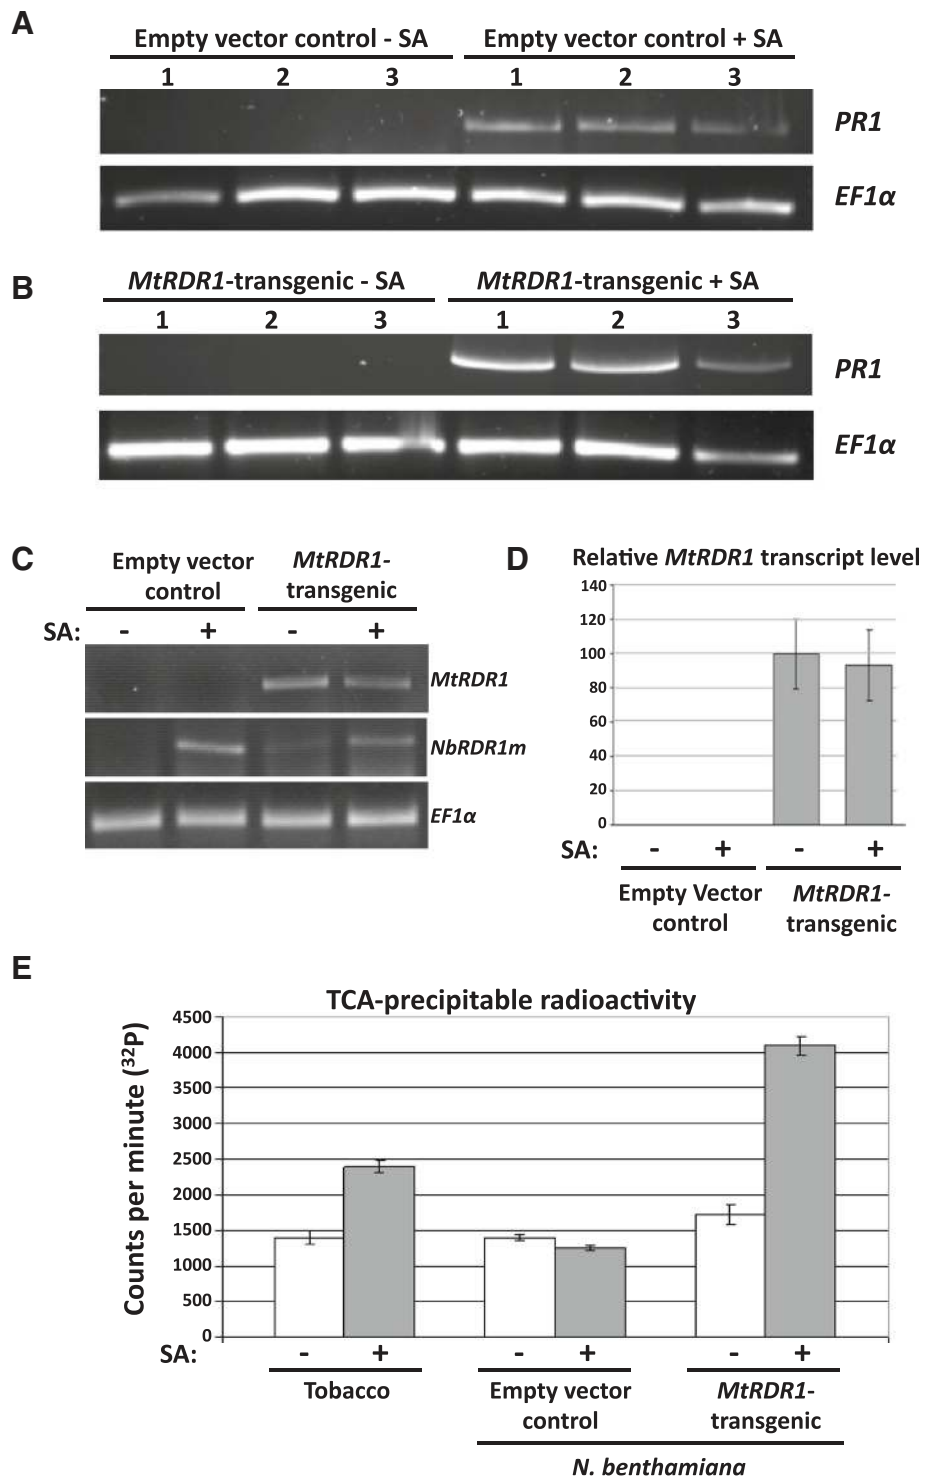 A
Empty vector control - SA
Empty vector control + SA
1 2 3 1 2 3
PR1
EF1α
B
MtRDR1-transgenic - SA
MtRDR1-transgenic + SA
1 2 3 1 2 3
PR1
EF1α
C
Empty vector
control
MtRDR1-
transgenic
SA: - + - +
MtRDR1
NbRDR1m
EF1α
D
Relative MtRDR1 transcript level
140
120
100
80
60
40
20
0
SA: - + - +
Empty Vector
control
MtRDR1-
transgenic
E
TCA-precipitable radioactivity
Counts per minute (³²P)
4500
4000
3500
3000
2500
2000
1500
1000
500
0
SA: - + - + - +
Tobacco
Empty vector
control
MtRDR1-
transgenic
N. benthamiana